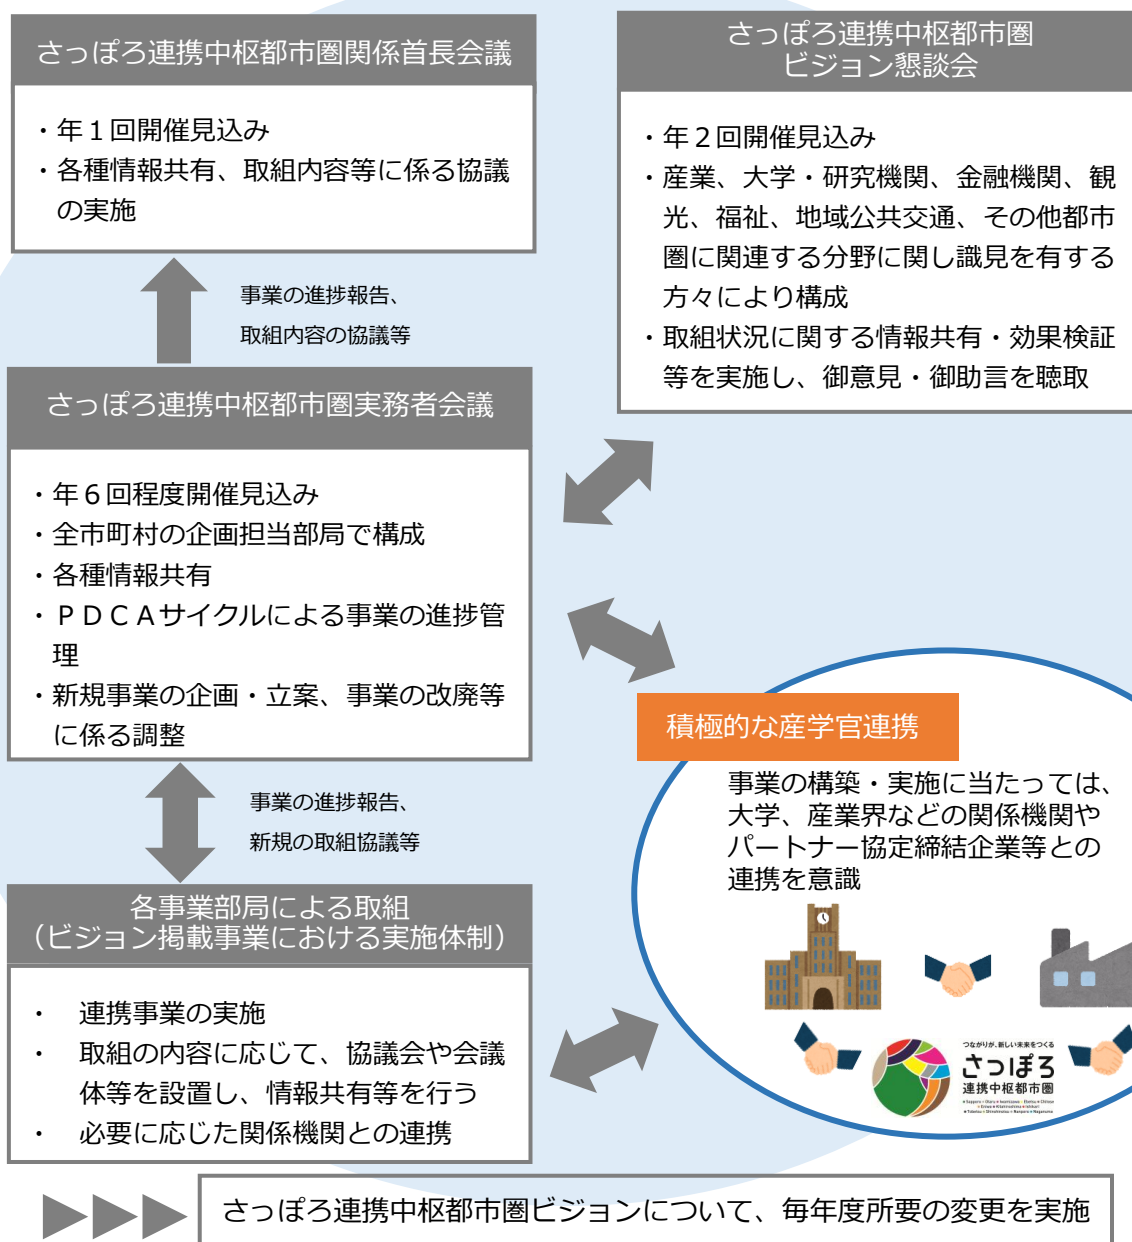 さっぽろ連携中枢都市圏関係首長会議
・年１回開催見込み
・各種情報共有、取組内容等に係る協議
の実施
事業の進捗報告、
取組内容の協議等
さっぽろ連携中枢都市圏
ビジョン懇談会
・年２回開催見込み
・産業、大学・研究機関、金融機関、観
光、福祉、地域公共交通、その他都市
圏に関連する分野に関し識見を有する
方々により構成
・取組状況に関する情報共有・効果検証
等を実施し、御意見・御助言を聴取
さっぽろ連携中枢都市圏実務者会議
・年６回程度開催見込み
・全市町村の企画担当部局で構成
・各種情報共有
・ＰＤＣＡサイクルによる事業の進捗管
理
・新規事業の企画・立案、事業の改廃等
に係る調整
事業の進捗報告、
新規の取組協議等
積極的な産学官連携
事業の構築・実施に当たっては、
大学、産業界などの関係機関や
パートナー協定締結企業等との
連携を意識
つながりが、新しい未来をつくる
さっぽろ
連携中枢都市圏
各事業部局による取組
（ビジョン掲載事業における実施体制）
・ 連携事業の実施
・ 取組の内容に応じて、協議会や会議
体等を設置し、情報共有等を行う
・ 必要に応じた関係機関との連携
さっぽろ連携中枢都市圏ビジョンについて、毎年度所要の変更を実施